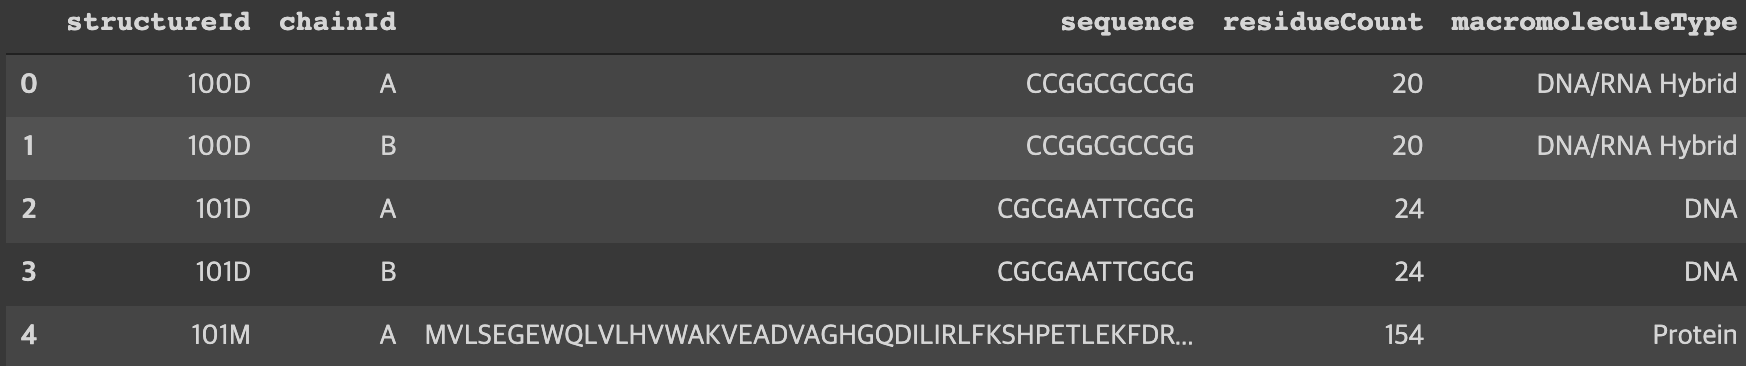 structureId chainId sequence residueCount macromoleculeType
0 100D A CCGGCGCCGG 20 DNA/RNA Hybrid
1 100D B CCGGCGCCGG 20 DNA/RNA Hybrid
2 101D A CGCGAATTCGCG 24 DNA
3 101D B CGCGAATTCGCG 24 DNA
4 101M A MVLSEGEWQLVLHVWAKVEADVAGHGQDILIRLFKSHPETLEKFDR... 154 Protein